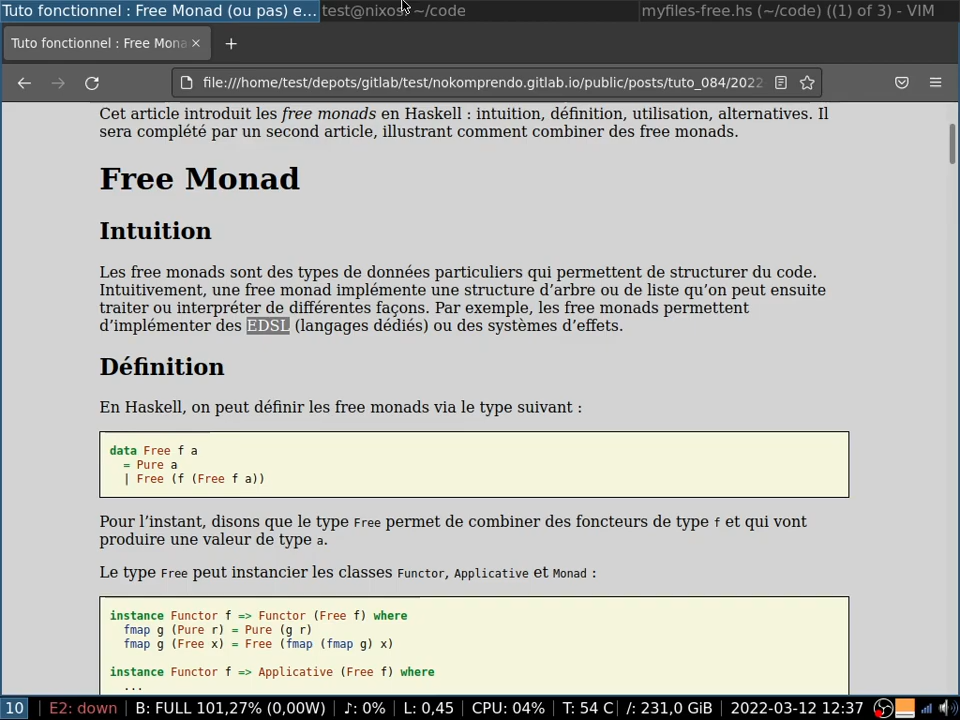 Tuto fonctionnel : Free Monad (ou pas) e... test@nixos: ~/code myfiles-free.hs (~/code) ((1) of 3) - VIM
Tuto fonctionnel : Free Mona × +
file:///home/test/depots/gitlab/test/nokomprendo.gitlab.io/public/posts/tuto_084/2022
Cet article introduit les free monads en Haskell : intuition, définition, utilisation, alternatives. Il
sera complété par un second article, illustrant comment combiner des free monads.
Free Monad
Intuition
Les free monads sont des types de données particuliers qui permettent de structurer du code.
Intuitivement, une free monad implémente une structure d’arbre ou de liste qu’on peut ensuite
traiter ou interpréter de différentes façons. Par exemple, les free monads permettent
d’implémenter des EDSL (langages dédiés) ou des systèmes d’effets.
Définition
En Haskell, on peut définir les free monads via le type suivant :
data Free f a
  = Pure a
  | Free (f (Free f a))
Pour l’instant, disons que le type Free permet de combiner des foncteurs de type f et qui vont
produire une valeur de type a.
Le type Free peut instancier les classes Functor, Applicative et Monad :
instance Functor f => Functor (Free f) where
  fmap g (Pure r) = Pure (g r)
  fmap g (Free x) = Free (fmap (fmap g) x)
instance Functor f => Applicative (Free f) where
  ...
10 | E2: down | B: FULL 101,27% (0,00W) | ♪: 0% | L: 0,45 | CPU: 04% | T: 54 C | /: 231,0 GiB | 2022-03-12 12:37